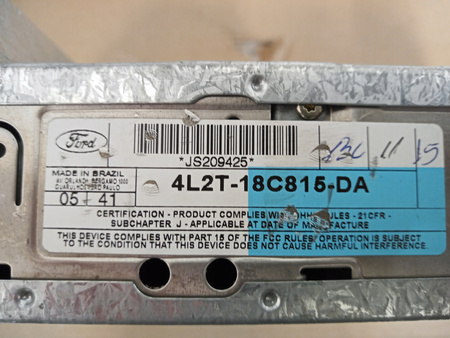 Ford
*JS209425*
MADE IN BRAZIL
11 15
4L2T-18C815-DA
05 - 41
CERTIFICATION - PRODUCT COMPLIES WITH DHHS RULES - 21CFR -
SUBCHAPTER J - APPLICABLE AT DATE OF MANUFACTURE
THIS DEVICE COMPLIES WITH PART 15 OF THE FCC RULES/ OPERATION IS SUBJECT
TO THE CONDITION THAT THIS DEVICE DOES NOT CAUSE HARMFUL INTERFERENCE.